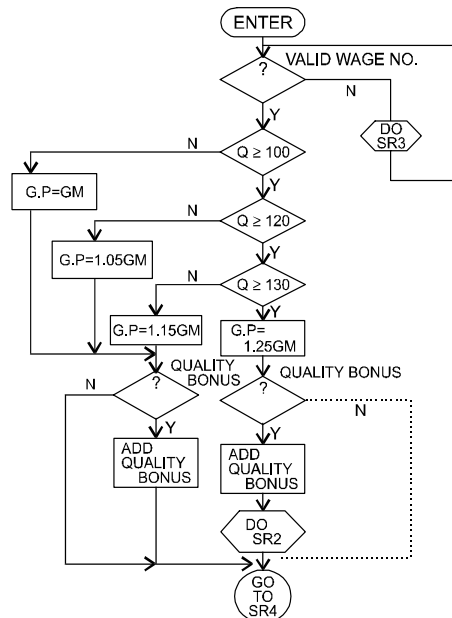 ENTER
VALID WAGE NO.
?
N
Y
DO
SR3
N
Q ≥ 100
Y
G.P=GM
N
Q ≥ 120
Y
G.P=1.05GM
N
Q ≥ 130
Y
G.P=1.15GM
G.P=
1.25GM
QUALITY
BONUS
QUALITY BONUS
N
?
?
N
Y
Y
ADD
QUALITY
BONUS
ADD
QUALITY
BONUS
DO
SR2
GO
TO
SR4